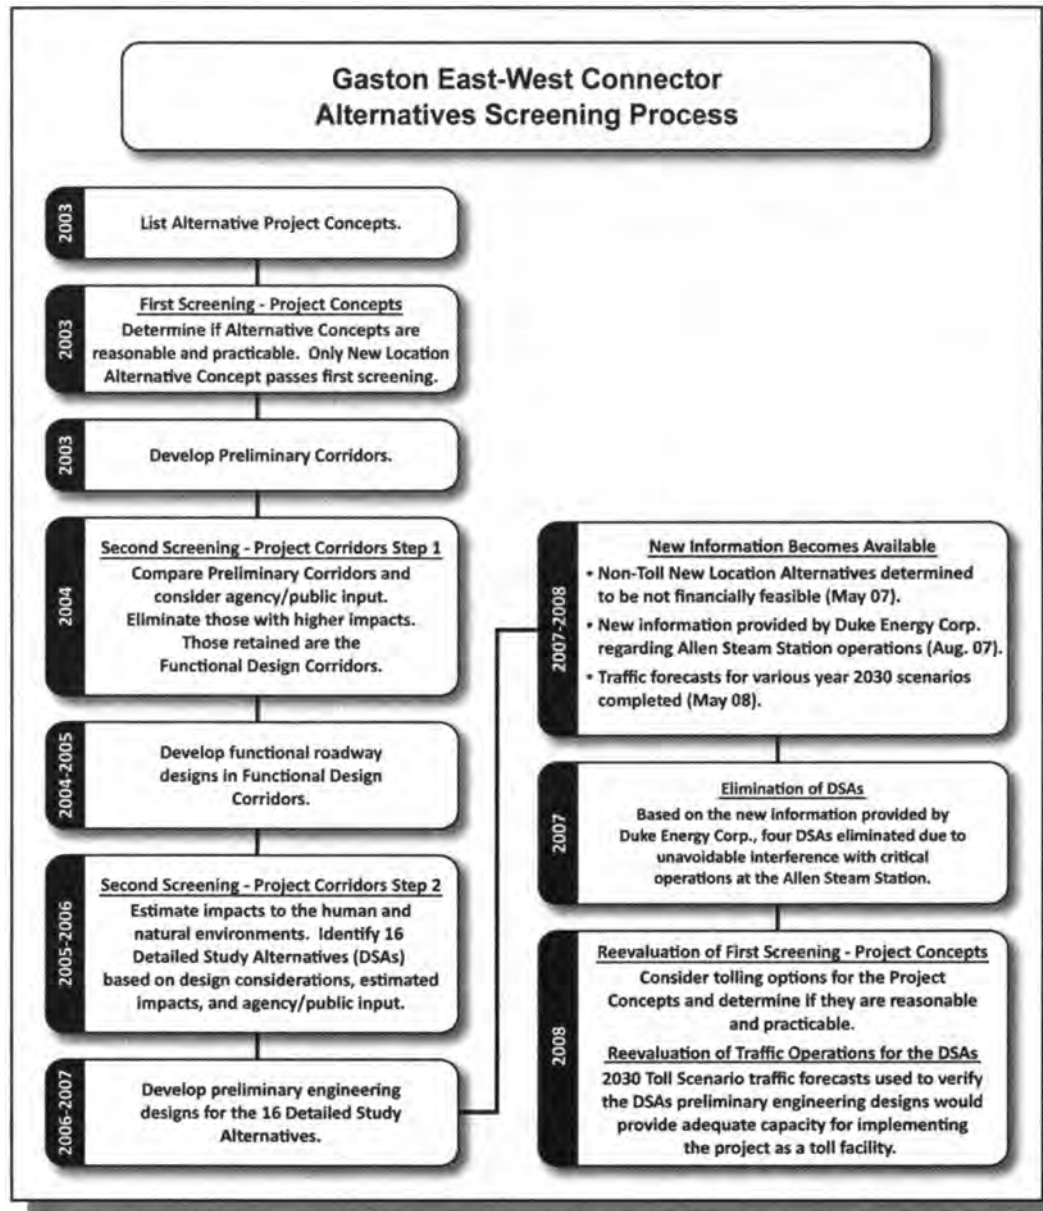 Gaston East-West Connector
Alternatives Screening Process
2003
List Alternative Project Concepts.
2003
First Screening - Project Concepts
Determine if Alternative Concepts are
reasonable and practicable. Only New Location
Alternative Concept passes first screening.
2003
Develop Preliminary Corridors.
2004
Second Screening - Project Corridors Step 1
Compare Preliminary Corridors and
consider agency/public input.
Eliminate those with higher impacts.
Those retained are the
Functional Design Corridors.
2004-2005
Develop functional roadway
designs in Functional Design
Corridors.
2005-2006
Second Screening - Project Corridors Step 2
Estimate impacts to the human and
natural environments. Identify 16
Detailed Study Alternatives (DSAs)
based on design considerations, estimated
impacts, and agency/public input.
2006-2007
Develop preliminary engineering
designs for the 16 Detailed Study
Alternatives.
2007-2008
New Information Becomes Available
• Non-Toll New Location Alternatives determined
to be not financially feasible (May 07).
• New information provided by Duke Energy Corp.
regarding Allen Steam Station operations (Aug. 07).
• Traffic forecasts for various year 2030 scenarios
completed (May 08).
2007
Elimination of DSAs
Based on the new information provided by
Duke Energy Corp., four DSAs eliminated due to
unavoidable interference with critical
operations at the Allen Steam Station.
2008
Reevaluation of First Screening - Project Concepts
Consider tolling options for the Project
Concepts and determine if they are reasonable
and practicable.
Reevaluation of Traffic Operations for the DSAs
2030 Toll Scenario traffic forecasts used to verify
the DSAs preliminary engineering designs would
provide adequate capacity for implementing
the project as a toll facility.